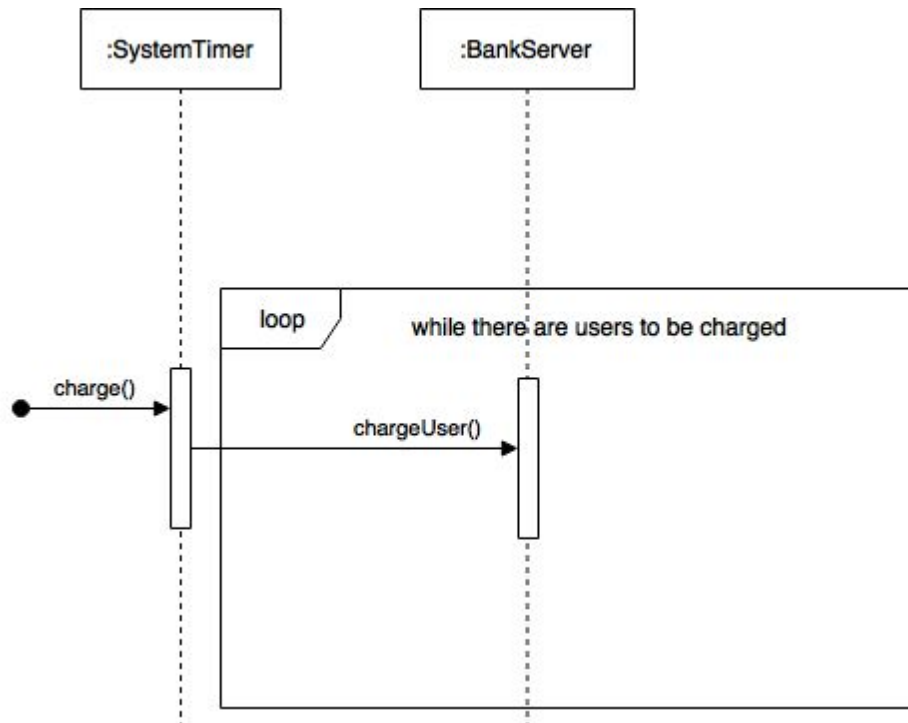 :SystemTimer
:BankServer
loop
while there are users to be charged
charge()
chargeUser()